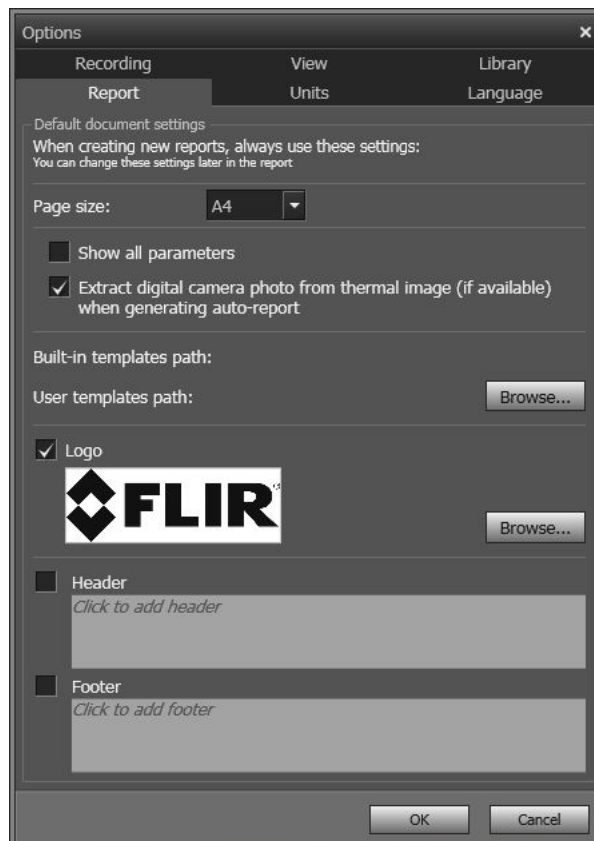 Options
Recording
View
Library
Report
Units
Language
Default document settings
When creating new reports, always use these settings:
You can change these settings later in the report
Page size:
A4
Show all parameters
Extract digital camera photo from thermal image (if available)
when generating auto-report
Built-in templates path:
User templates path:
Browse...
Logo
FLIR
Browse...
Header
Click to add header
Footer
Click to add footer
OK
Cancel